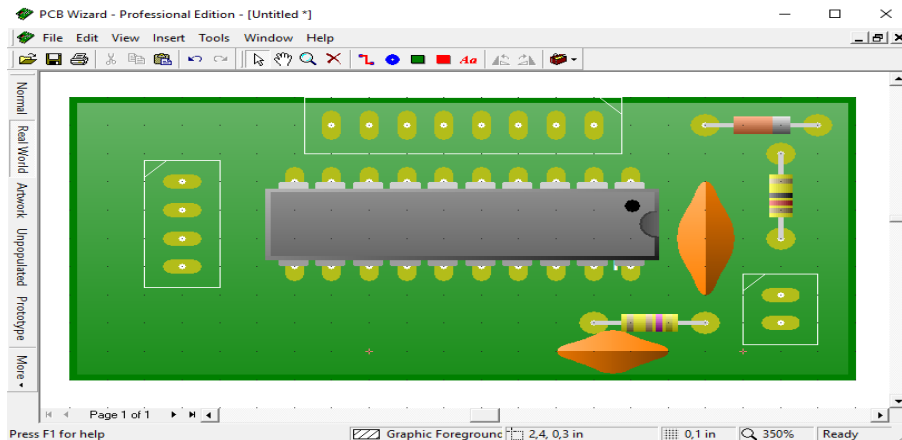 PCB Wizard - Professional Edition - [Untitled *]
File Edit View Insert Tools Window Help
Aa
Normal
Real World
Artwork
Unpopulated
Prototype
More
Page 1 of 1
Press F1 for help
Graphic Foreground
2,4, 0,3 in
0,1 in
350%
Ready